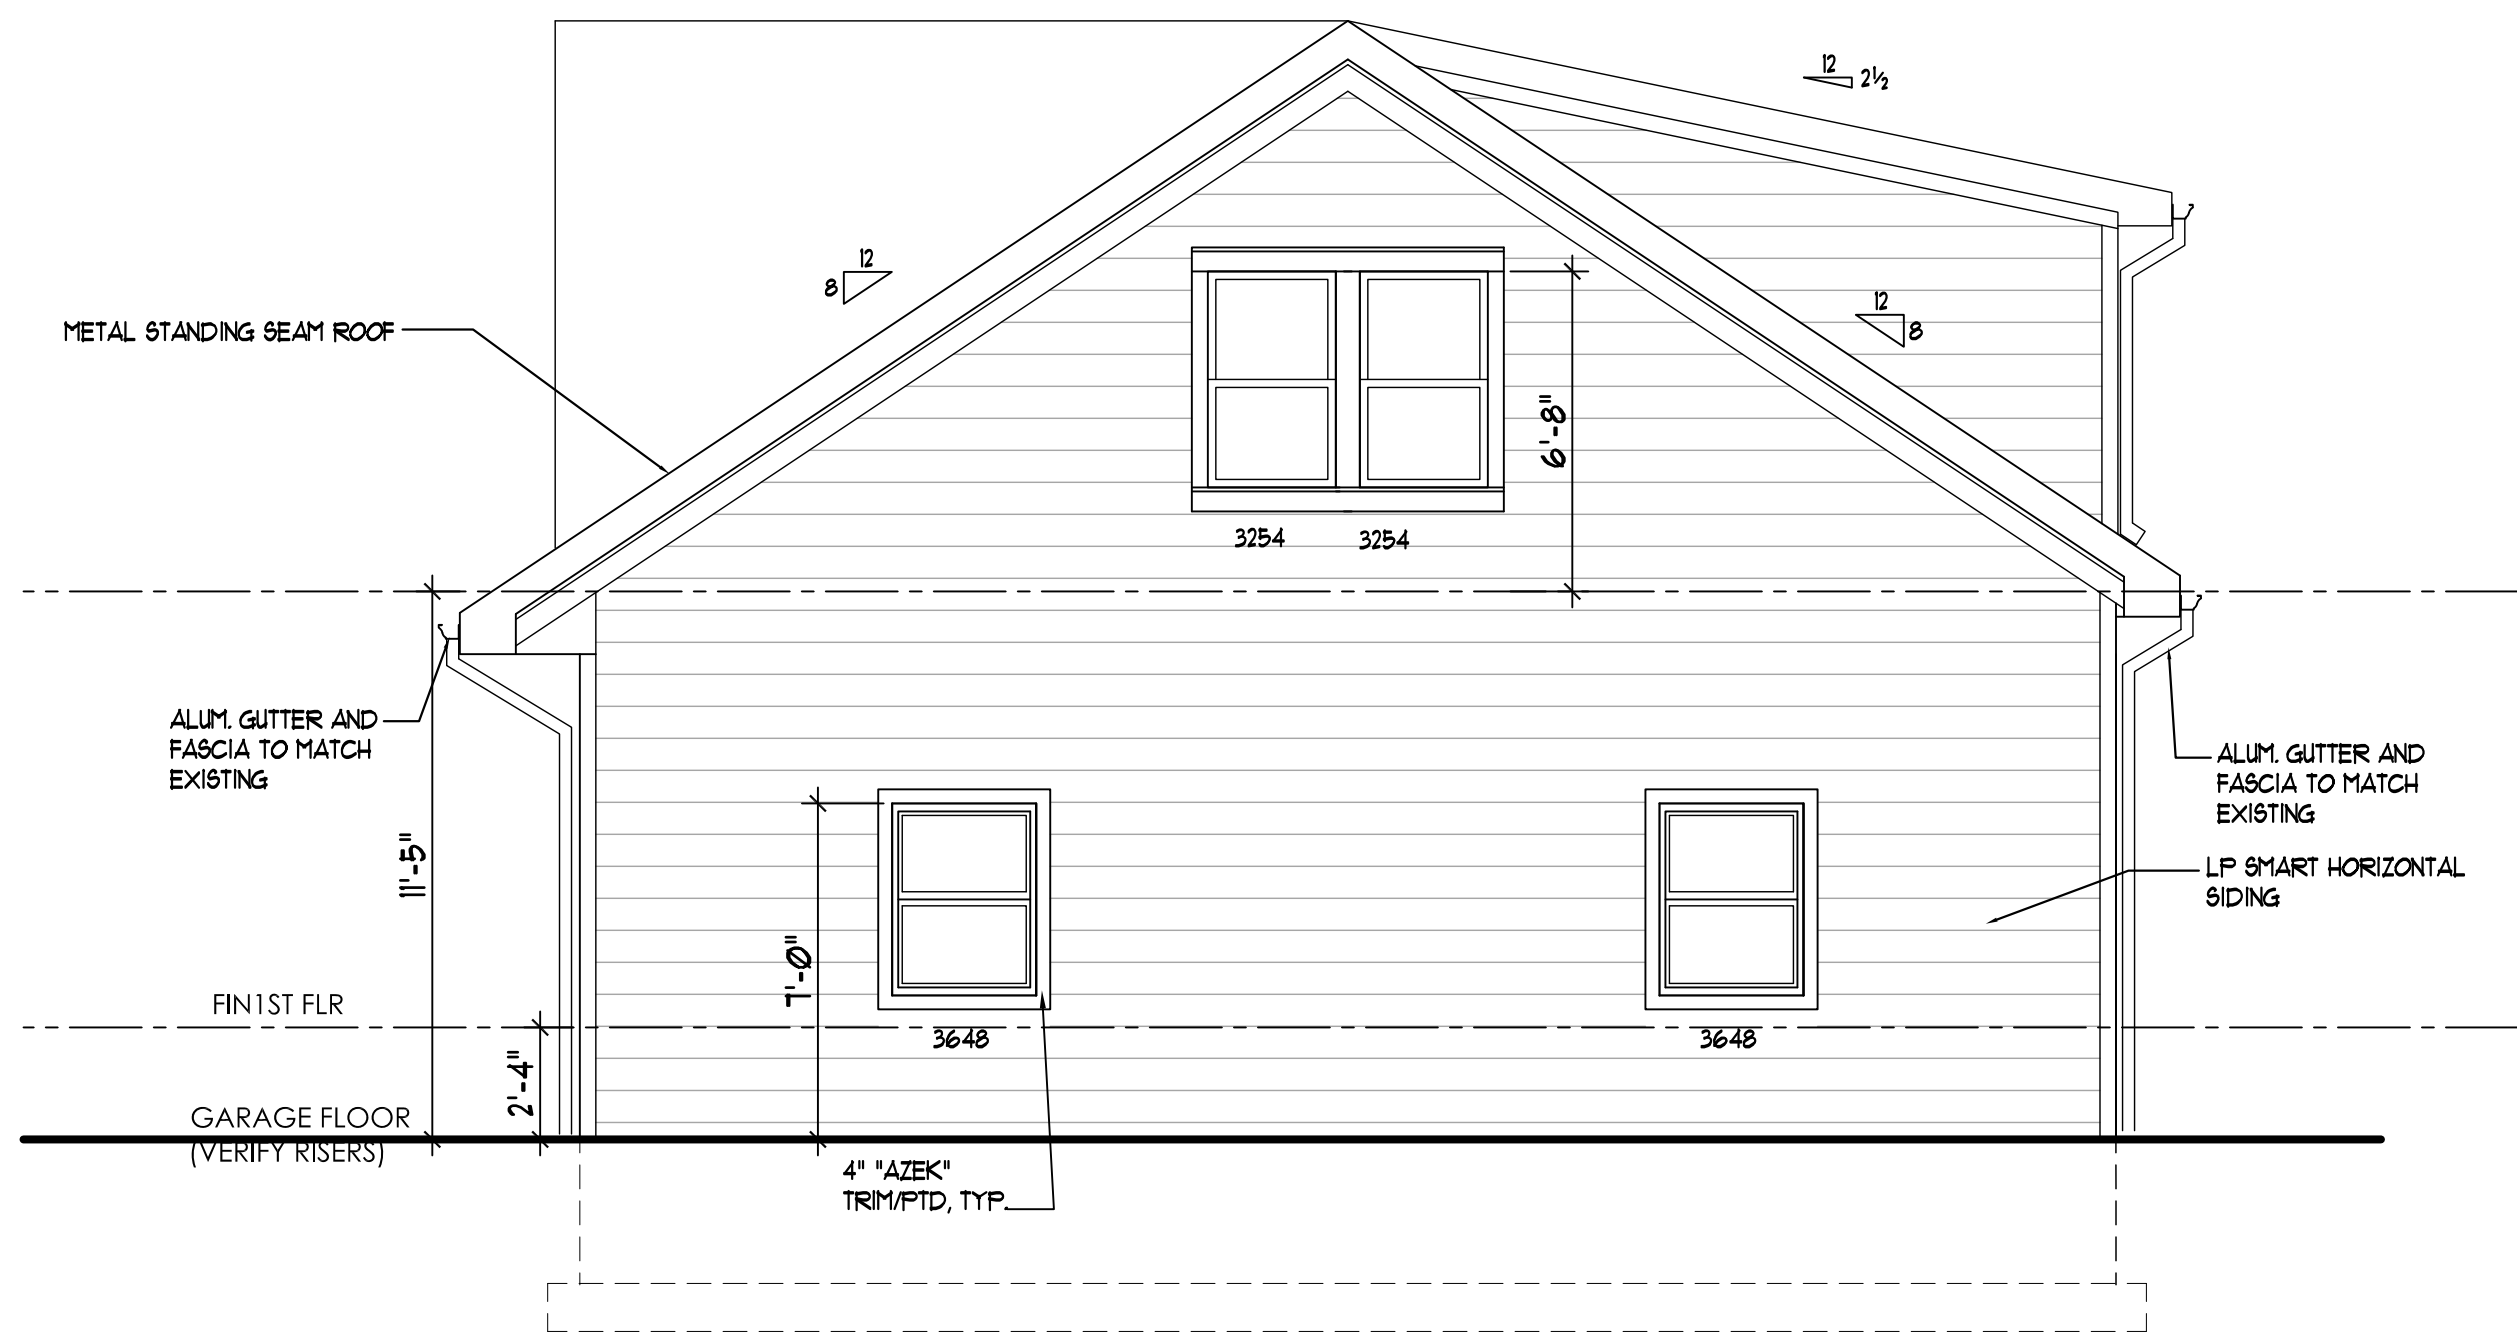 12
2½
12
8
12
8
METAL STANDING SEAM ROOF
6'-8"
3254
3254
ALUM. GUTTER AND
FASCIA TO MATCH
EXISTING
ALUM. GUTTER AND
FASCIA TO MATCH
EXISTING
11'-5"
LP SMART HORIZONTAL
SIDING
7'-0"
FIN1ST FLR
3648
3648
2'-4"
GARAGE FLOOR
(VERIFY RISERS)
4" "AZEK"
TRIM/PTD, TYP.